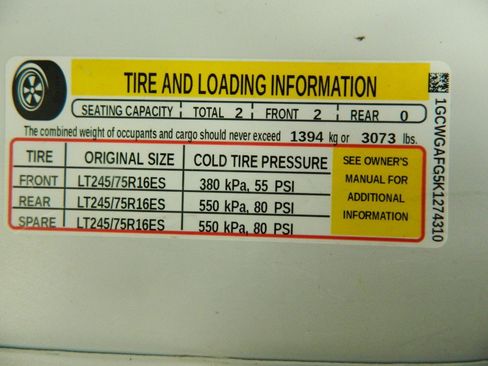 TIRE AND LOADING INFORMATION
SEATING CAPACITY TOTAL 2 FRONT 2 REAR 0
The combined weight of occupants and cargo should never exceed 1394 kg or 3073 lbs.
TIRE ORIGINAL SIZE COLD TIRE PRESSURE
FRONT LT245/75R16ES 380 kPa, 55 PSI
REAR LT245/75R16ES 550 kPa, 80 PSI
SPARE LT245/75R16ES 550 kPa, 80 PSI
SEE OWNER'S
MANUAL FOR
ADDITIONAL
INFORMATION
1GCWGAFG5K1274310